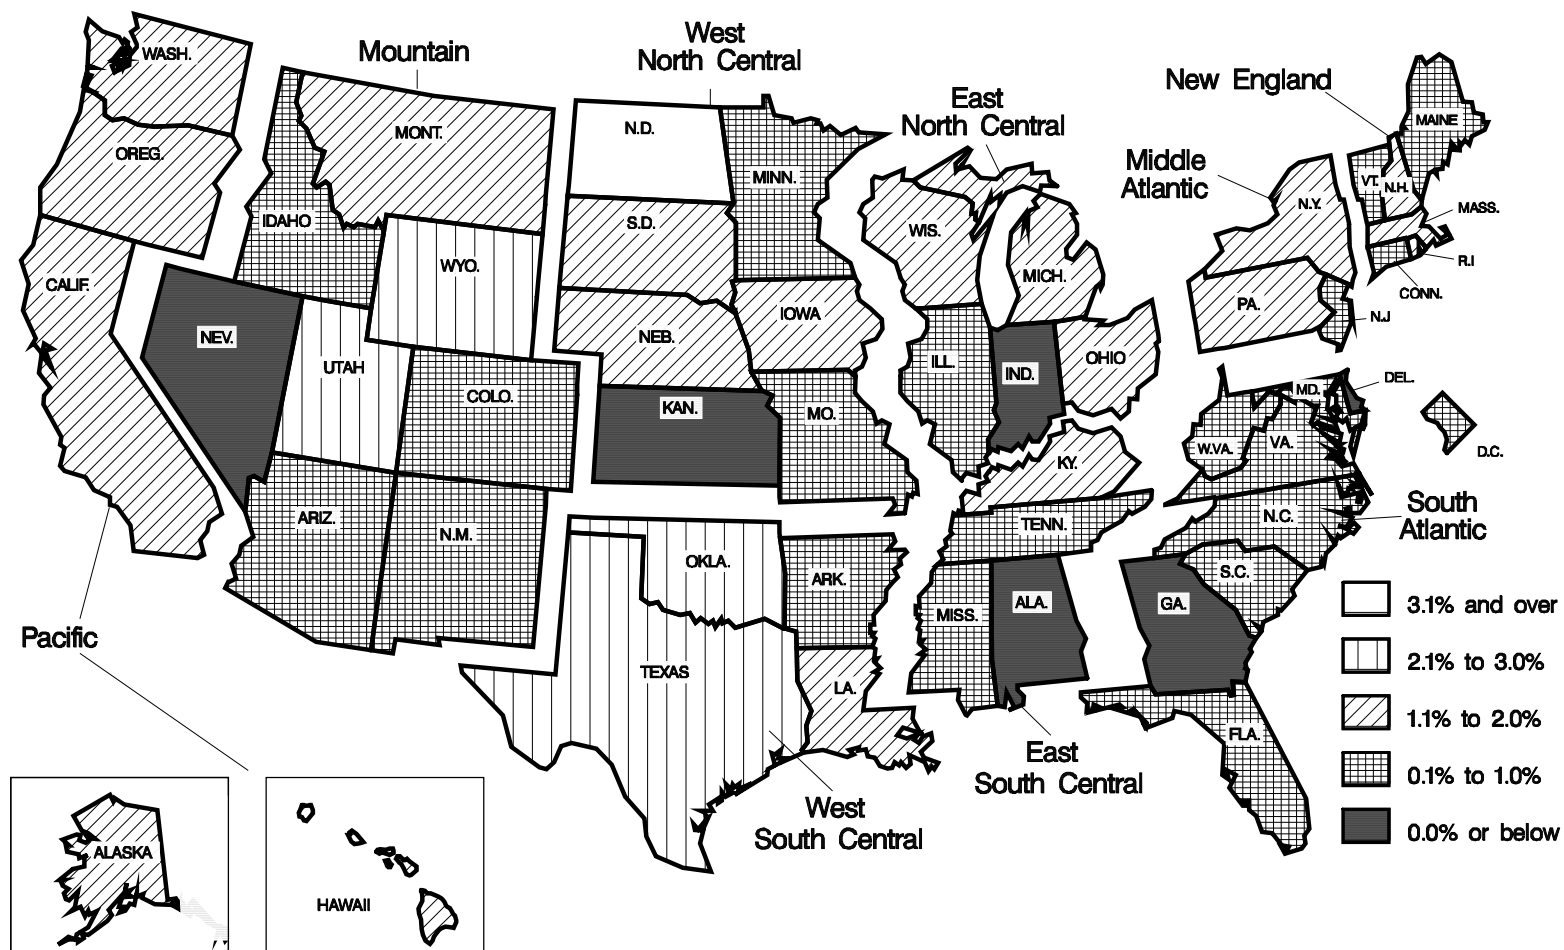 West
North Central
Mountain
WASH.
New England
East
North Central
MAINE
N.D.
MONT.
OREG.
Middle
Atlantic
MINN.
VT.
N.H.
N.Y.
MASS.
IDAHO
S.D.
WIS.
R.I
WYO.
MICH.
CALIF.
CONN.
PA.
IOWA
N.J
NEV.
NEB.
OHIO
ILL.
UTAH
IND.
DEL.
MD.
COLO.
KAN.
MO.
VA.
W.VA.
D.C.
KY.
South
Atlantic
ARIZ.
N.C.
TENN.
N.M.
OKLA.
S.C.
ARK.
3.1% and over
ALA.
GA.
MISS.
Pacific
2.1% to 3.0%
TEXAS
LA.
1.1% to 2.0%
FLA.
East
South Central
0.1% to 1.0%
West
South Central
0.0% or below
ALASKA
HAWAII